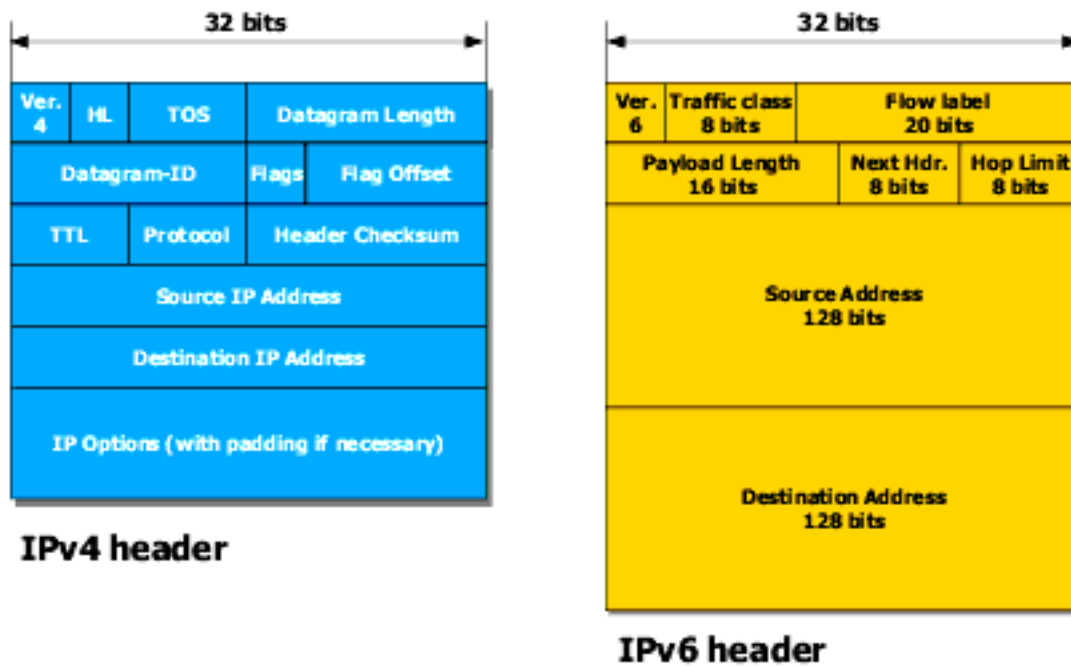 32 bits
Ver.
4
HL
TOS
Datagram Length
Datagram-ID
Flags
Flag Offset
TTL
Protocol
Header Checksum
Source IP Address
Destination IP Address
IP Options (with padding if necessary)
IPv4 header
32 bits
Ver.
6
Traffic class
8 bits
Flow label
20 bits
Payload Length
16 bits
Next Hdr.
8 bits
Hop Limit
8 bits
Source Address
128 bits
Destination Address
128 bits
IPv6 header